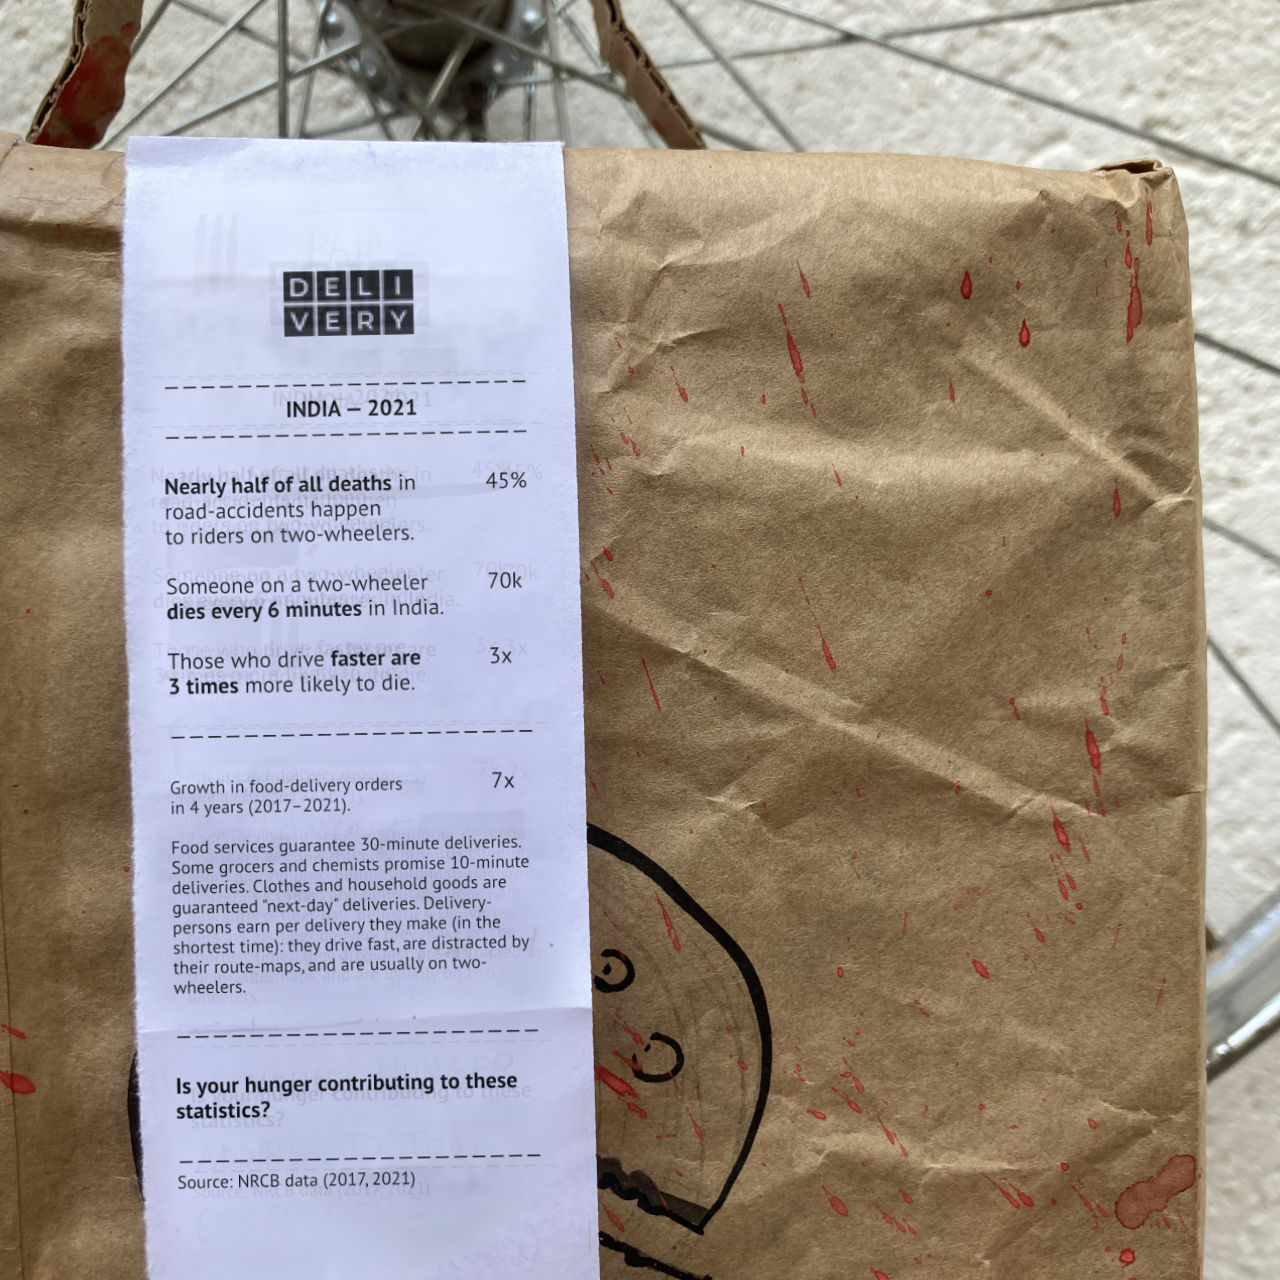 DELI
VERY
INDIA – 2021
Nearly half of all deaths in 45%
road-accidents happen
to riders on two-wheelers.
Someone on a two-wheeler 70k
dies every 6 minutes in India.
Those who drive faster are 3x
3 times more likely to die.
Growth in food-delivery orders 7x
in 4 years (2017–2021).
Food services guarantee 30-minute deliveries.
Some grocers and chemists promise 10-minute
deliveries. Clothes and household goods are
guaranteed "next-day" deliveries. Delivery-
persons earn per delivery they make (in the
shortest time): they drive fast, are distracted by
their route-maps, and are usually on two-
wheelers.
Is your hunger contributing to these
statistics?
Source: NRCB data (2017, 2021)